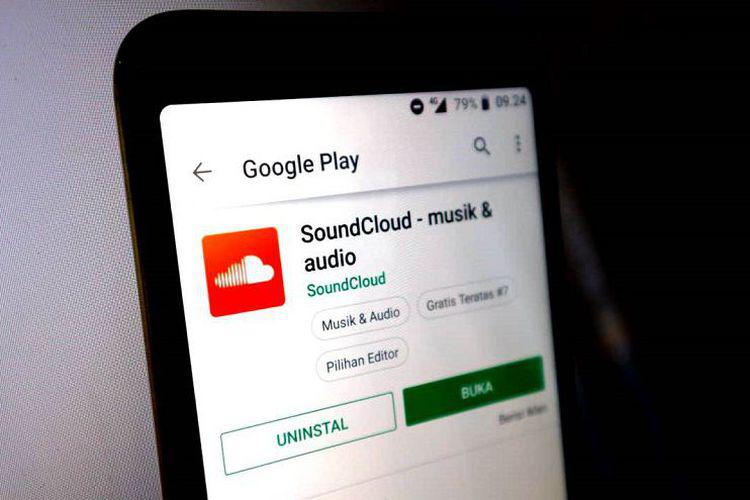 4G 79% 09.24
Google Play
SoundCloud - musik &
audio
SoundCloud
Musik & Audio
Gratis Teratas #7
Pilihan Editor
UNINSTAL
BUKA
Berisi Iklan